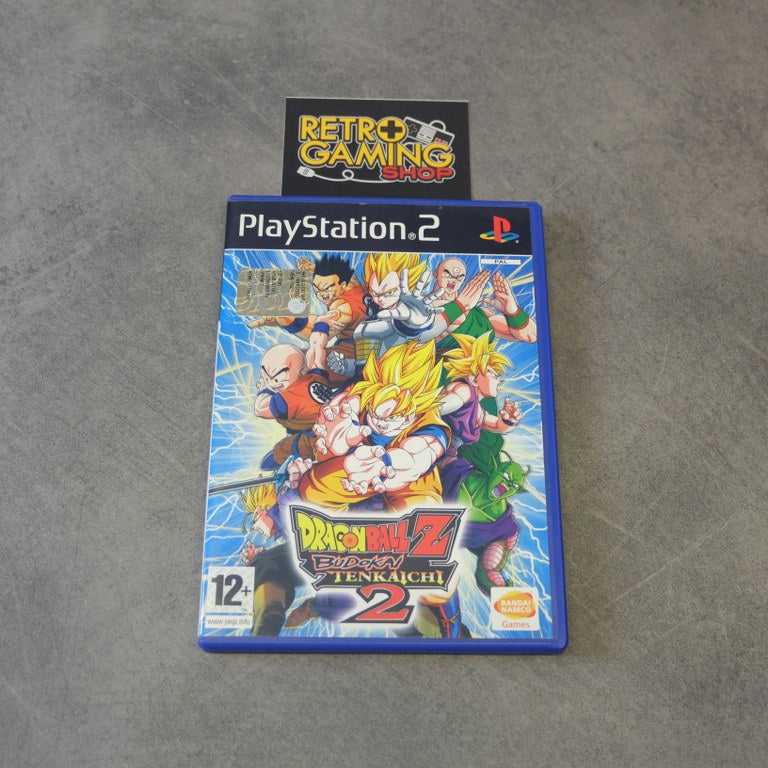 RETRO
GAMING
SHOP
PlayStation®2
PAL
DRAGON BALL Z
BUDOKAI
TENKAICHI
2
12+
www.pegi.info
BANDAI
NAMCO
Games